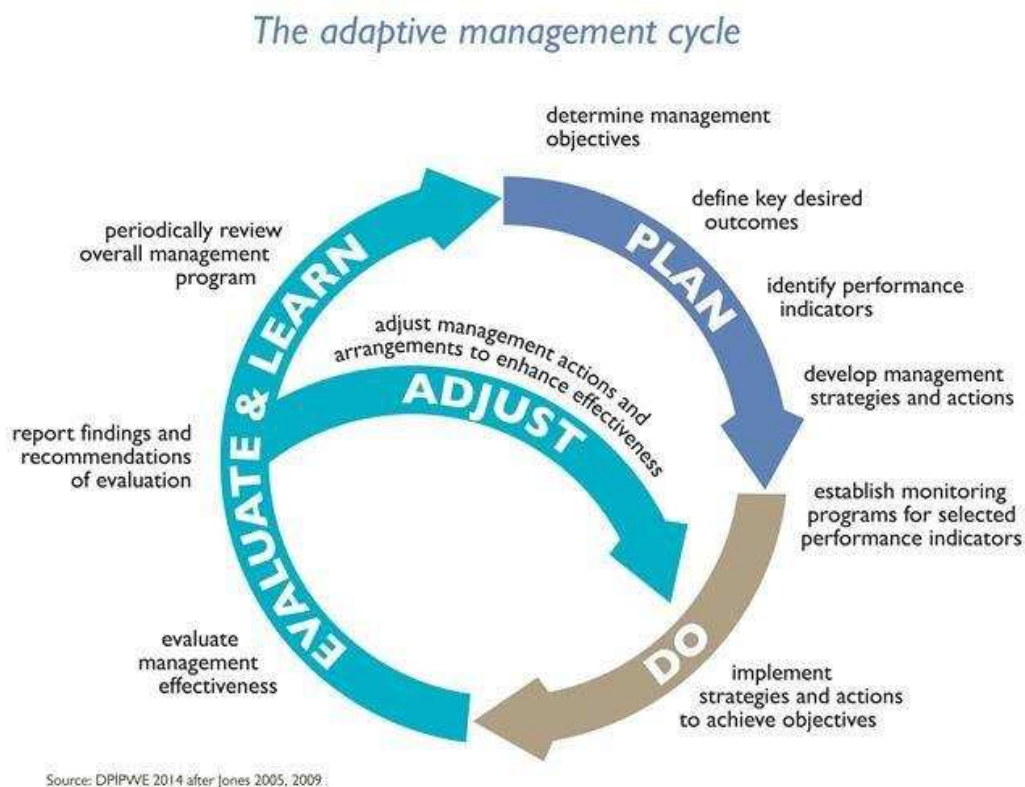 The adaptive management cycle
determine management
objectives
define key desired
outcomes
PLAN
identify performance
indicators
develop management
strategies and actions
establish monitoring
programs for selected
performance indicators
DO
implement
strategies and actions
to achieve objectives
evaluate
management
effectiveness
EVALUATE & LEARN
report findings and
recommendations
of evaluation
periodically review
overall management
program
adjust management actions and
arrangements to enhance effectiveness
ADJUST
Source: DPIPWE 2014 after Jones 2005, 2009